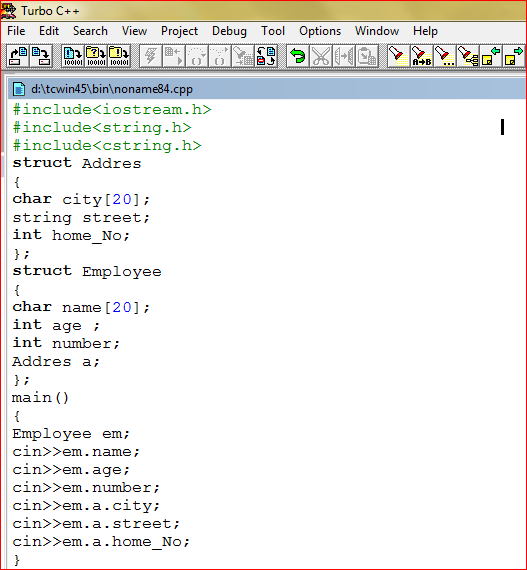 Turbo C++
File Edit Search View Project Debug Tool Options Window Help
d:\tcwin45\bin\noname84.cpp
#include<iostream.h>
#include<string.h>
#include<cstring.h>
struct Addres
{
char city[20];
string street;
int home_No;
};
struct Employee
{
char name[20];
int age ;
int number;
Addres a;
};
main()
{
Employee em;
cin>>em.name;
cin>>em.age;
cin>>em.number;
cin>>em.a.city;
cin>>em.a.street;
cin>>em.a.home_No;
}